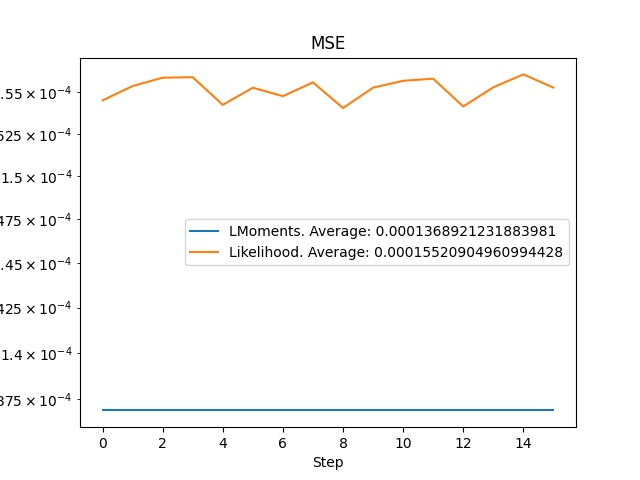 MSE
.55 × 10⁻⁴
525 × 10⁻⁴
1.5 × 10⁻⁴
475 × 10⁻⁴
.45 × 10⁻⁴
425 × 10⁻⁴
1.4 × 10⁻⁴
375 × 10⁻⁴
LMoments. Average: 0.0001368921231883981
Likelihood. Average: 0.00015520904960994428
0 2 4 6 8 10 12 14
Step